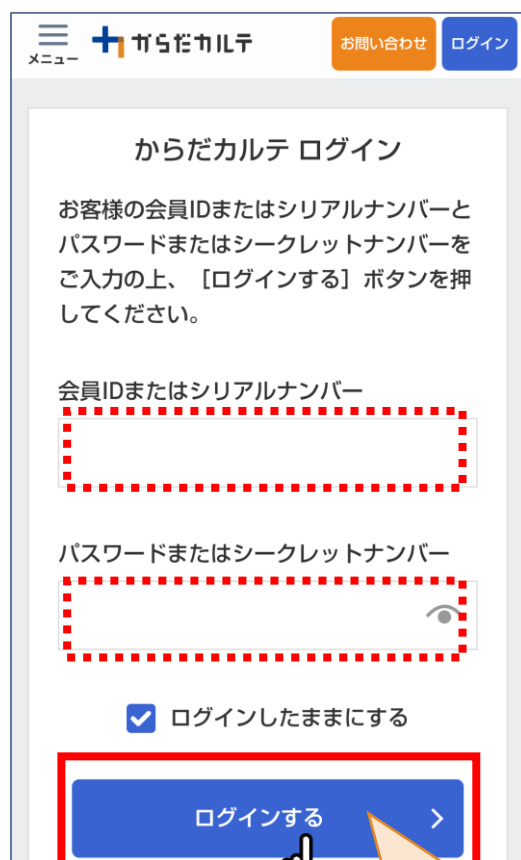 メニュー
からだカルテ
お問い合わせ
ログイン
からだカルテ ログイン
お客様の会員IDまたはシリアルナンバーと
パスワードまたはシークレットナンバーを
ご入力の上、［ログインする］ボタンを押
してください。
会員IDまたはシリアルナンバー
パスワードまたはシークレットナンバー
ログインしたままにする
ログインする